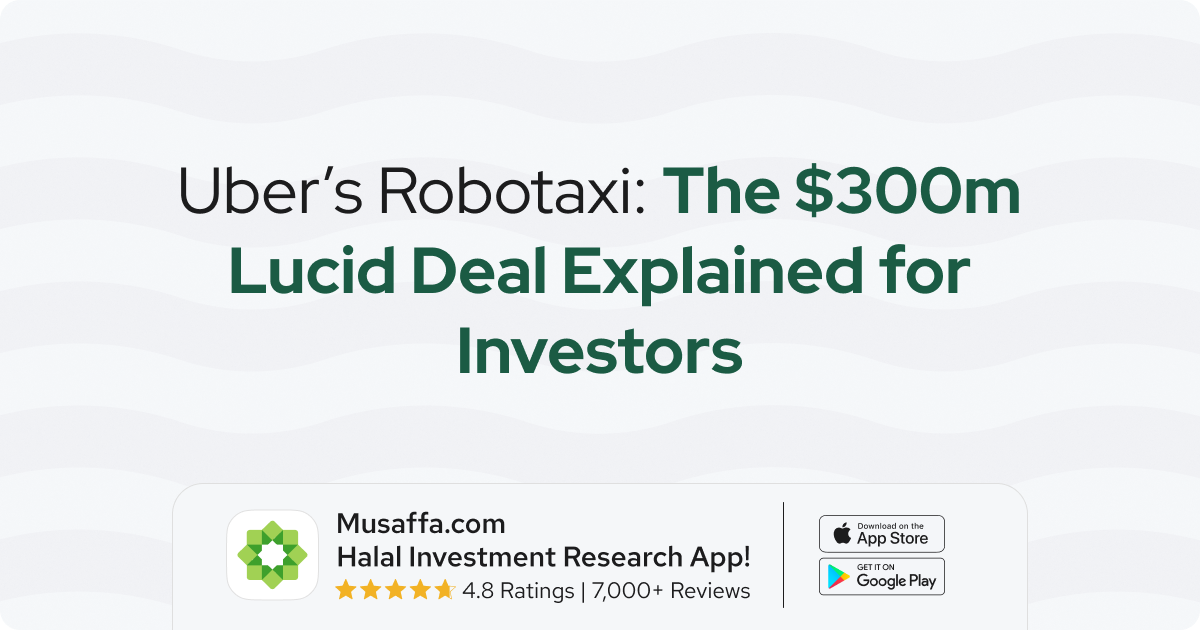 Uber’s Robotaxi: The $300m
Lucid Deal Explained for
Investors
Musaffa.com
Halal Investment Research App!
4.8 Ratings | 7,000+ Reviews
Download on the
App Store
GET IT ON
Google Play